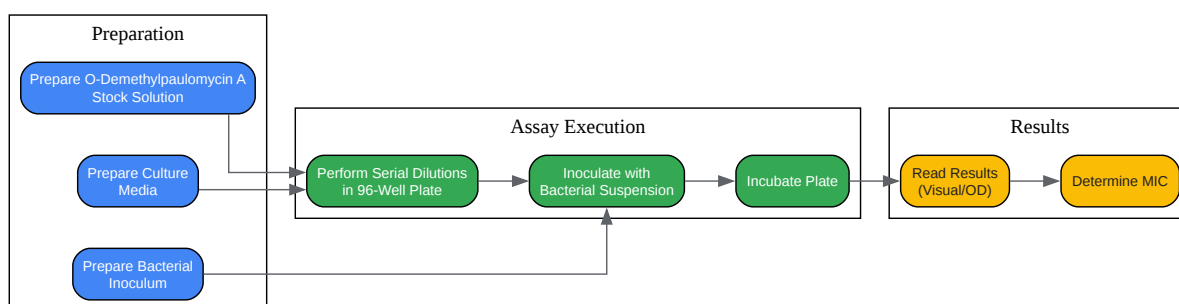 Preparation
Prepare O-Demethylpaulomycin A
Stock Solution
Prepare Culture
Media
Prepare Bacterial
Inoculum
Assay Execution
Perform Serial Dilutions
in 96-Well Plate
Inoculate with
Bacterial Suspension
Incubate Plate
Results
Read Results
(Visual/OD)
Determine MIC